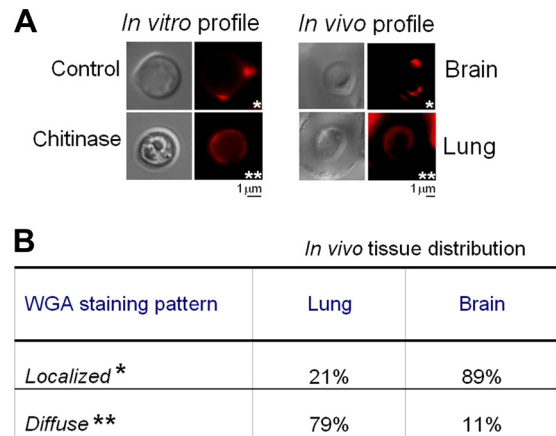 A
In vitro profile
In vivo profile
Control
*
*
Brain
Chitinase
**
**
Lung
1 µm
1 µm
B
In vivo tissue distribution
WGA staining pattern Lung Brain
Localized * 21% 89%
Diffuse ** 79% 11%